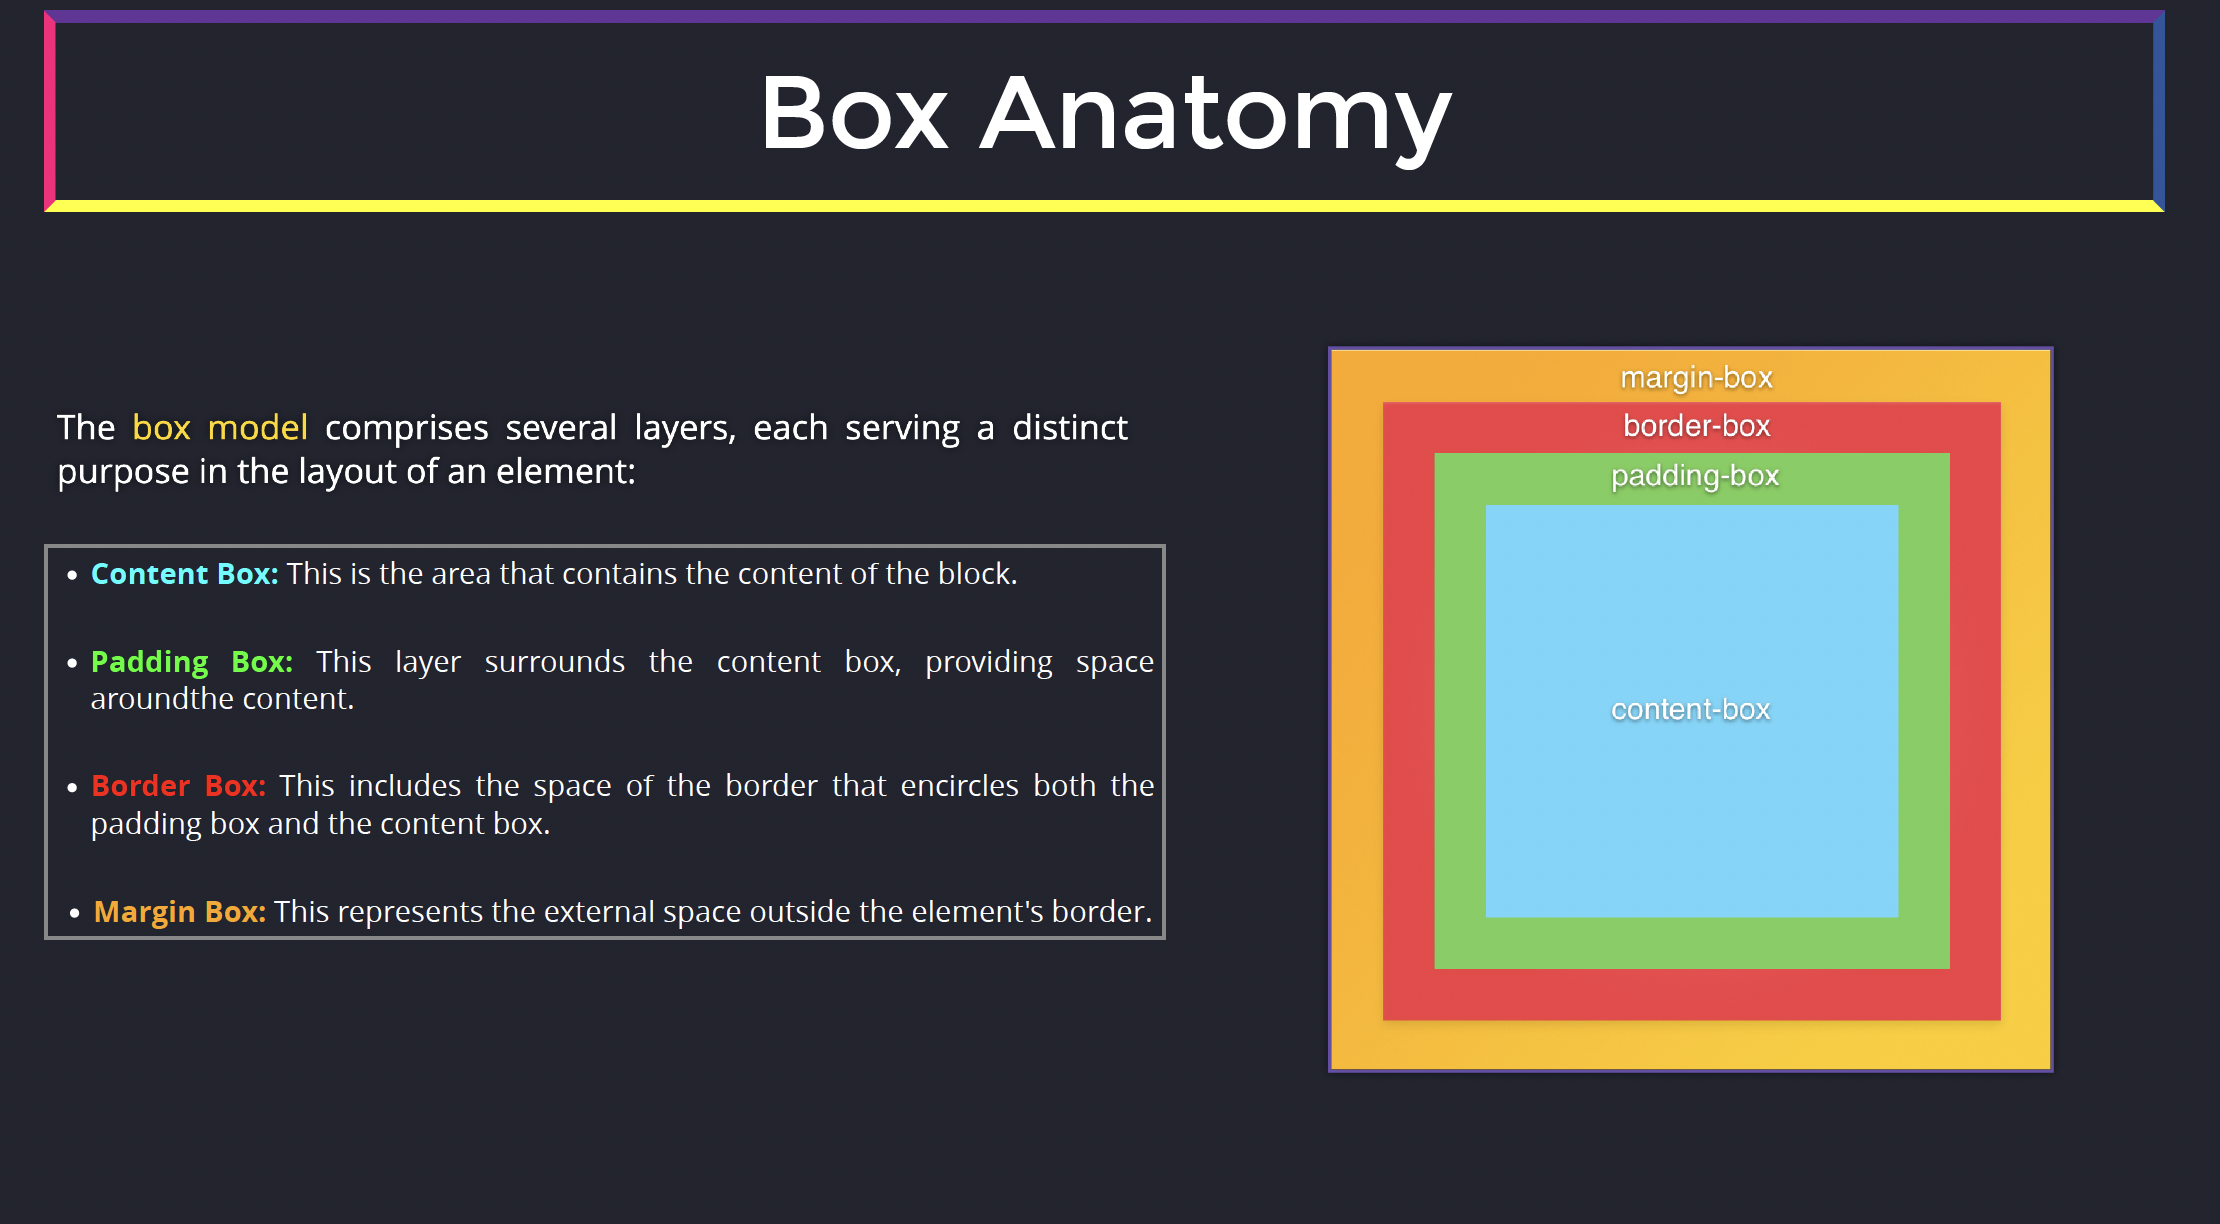 Box Anatomy
The box model comprises several layers, each serving a distinct
purpose in the layout of an element:
• Content Box: This is the area that contains the content of the block.
• Padding Box: This layer surrounds the content box, providing space
aroundthe content.
• Border Box: This includes the space of the border that encircles both the
padding box and the content box.
• Margin Box: This represents the external space outside the element's border.
margin-box
border-box
padding-box
content-box